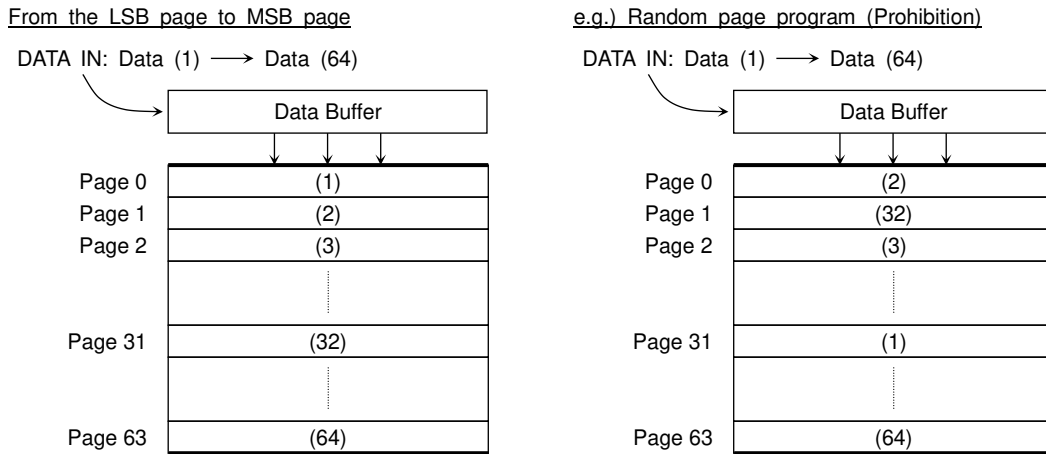 From the LSB page to MSB page
DATA IN: Data (1) → Data (64)
Data Buffer
Page 0 (1)
Page 1 (2)
Page 2 (3)
Page 31 (32)
Page 63 (64)
e.g.) Random page program (Prohibition)
DATA IN: Data (1) → Data (64)
Data Buffer
Page 0 (2)
Page 1 (32)
Page 2 (3)
Page 31 (1)
Page 63 (64)